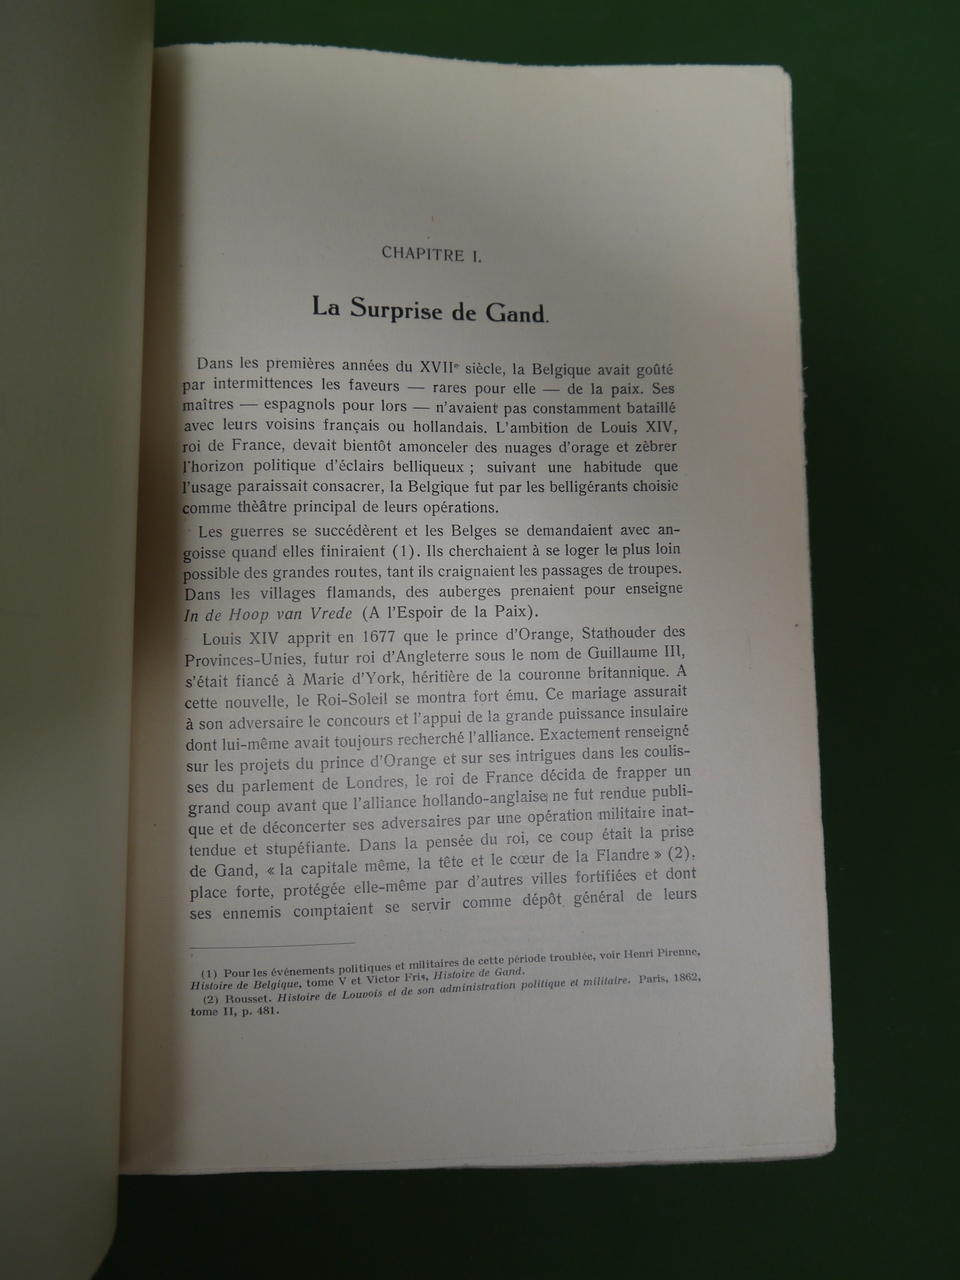 CHAPITRE I.
La Surprise de Gand.
Dans les premières années du XVIIe siècle, la Belgique avait goûté
par intermittences les faveurs — rares pour elle — de la paix. Ses
maîtres — espagnols pour lors — n'avaient pas constamment bataillé
avec leurs voisins français ou hollandais. L'ambition de Louis XIV,
roi de France, devait bientôt amonceler des nuages d'orage et zèbrer
l'horizon politique d'éclairs belliqueux ; suivant une habitude que
l'usage paraissait consacrer, la Belgique fut par les belligérants choisie
comme thèâtre principal de leurs opérations.
Les guerres se succédèrent et les Belges se demandaient avec an-
goisse quand elles finiraient (1). Ils cherchaient à se loger le plus loin
possible des grandes routes, tant ils craignaient les passages de troupes.
Dans les villages flamands, des auberges prenaient pour enseigne
In de Hoop van Vrede (A l'Espoir de la Paix).
Louis XIV apprit en 1677 que le prince d'Orange, Stathouder des
Provinces-Unies, futur roi d'Angleterre sous le nom de Guillaume III,
s'était fiancé à Marie d'York, héritière de la couronne britannique. A
cette nouvelle, le Roi-Soleil se montra fort ému. Ce mariage assurait
à son adversaire le concours et l'appui de la grande puissance insulaire
dont lui-même avait toujours recherché l'alliance. Exactement renseigné
sur les projets du prince d'Orange et sur ses intrigues dans les coulis-
ses du parlement de Londres, le roi de France décida de frapper un
grand coup avant que l'alliance hollando-anglaise ne fut rendue publi-
que et de déconcerter ses adversaires par une opération militaire inat-
tendue et stupéfiante. Dans la pensée du roi, ce coup était la prise
de Gand, « la capitale même, la tête et le cœur de la Flandre » (2),
place forte, protégée elle-même par d'autres villes fortifiées et dont
ses ennemis comptaient se servir comme dépôt général de leurs
(1) Pour les événements politiques et militaires de cette période troublée, voir Henri Pirenne,
Histoire de Belgique, tome V et Victor Fris, Histoire de Gand.
(2) Rousset. Histoire de Louvois et de son administration politique et militaire. Paris, 1862,
tome II, p. 481.